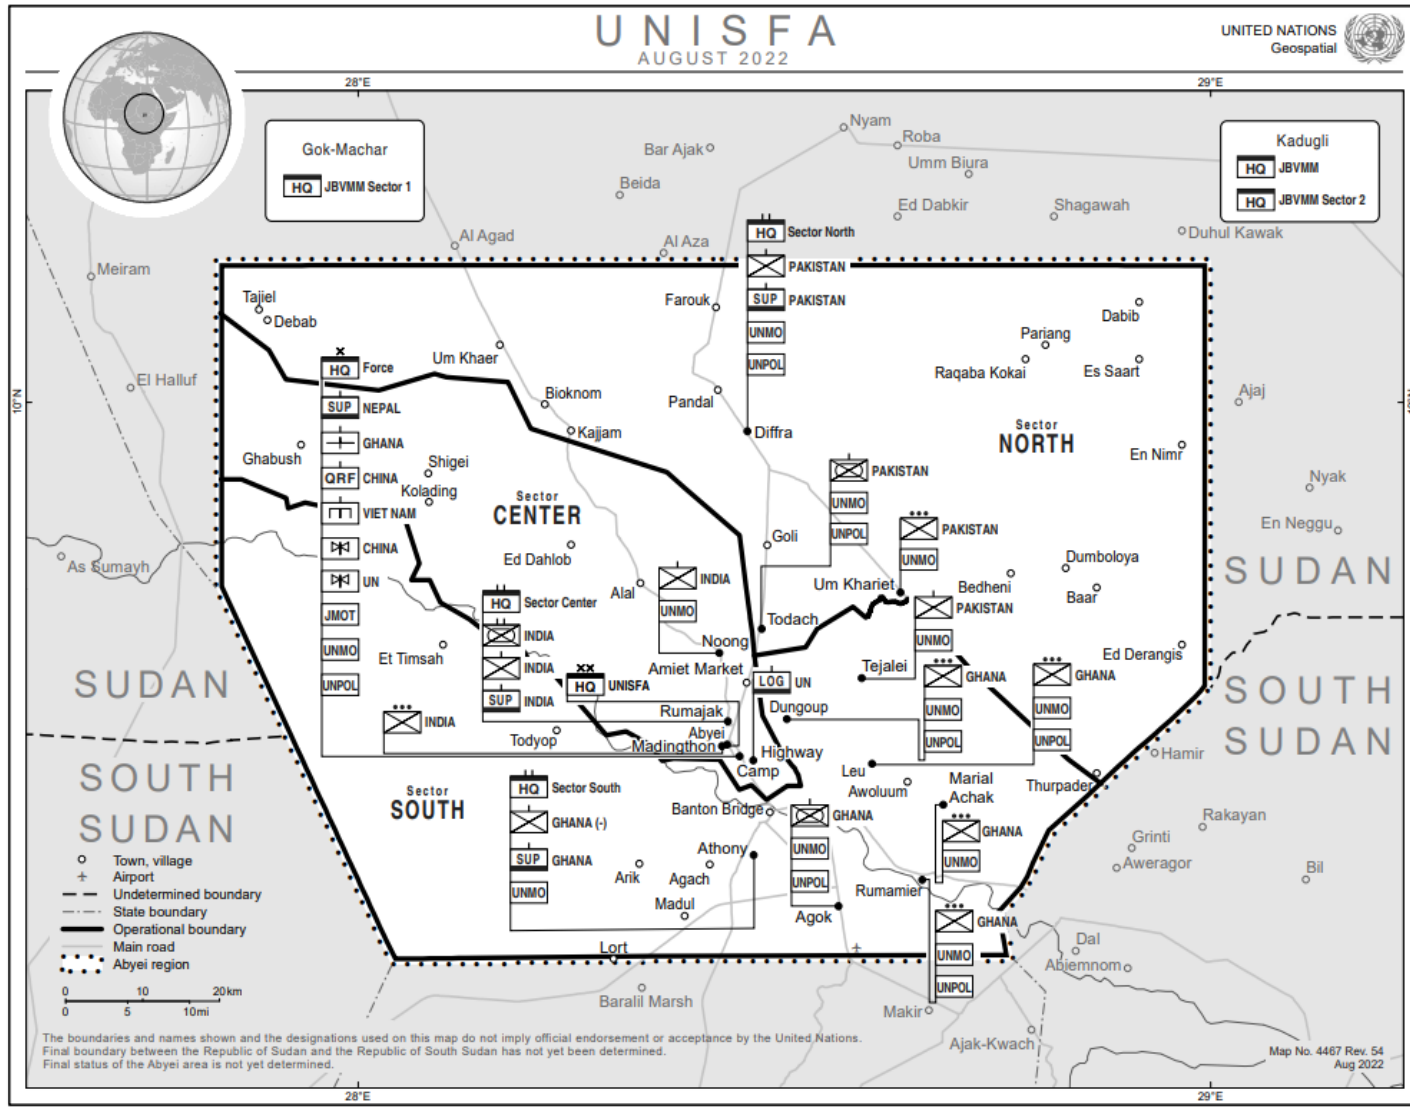 UNISFA
AUGUST 2022
UNITED NATIONS
Geospatial
28°E
29°E
Gok-Machar
HQ JBVMM Sector 1
Kadugli
HQ JBVMM
HQ JBVMM Sector 2
Nyam
Roba
Bar Ajak
Umm Biura
Beida
Ed Dabkir
Shagawah
Duhul Kawak
Al Agad
Al Aza
Meiram
HQ Sector North
PAKISTAN
SUP PAKISTAN
UNMO
UNPOL
Tajiel
Debab
Farouk
Dabib
Pariang
Um Khaer
Raqaba Kokai
Es Saart
HQ Force
SUP NEPAL
GHANA
QRF CHINA
VIET NAM
CHINA
UN
JMOT
UNMO
UNPOL
El Halluf
Ajaj
10°N
10°N
Bioknom
Pandal
Kajjam
Diffra
Sector
NORTH
En Nimr
Ghabush
Shigei
Kolading
PAKISTAN
UNMO
UNPOL
Nyak
En Neggu
Sector
CENTER
PAKISTAN
UNMO
Goli
Ed Dahlob
As Sumayh
Dumboloya
Bedheni
Baar
SUDAN
Um Khariet
Alal
INDIA
UNMO
HQ Sector Center
INDIA
INDIA
SUP INDIA
PAKISTAN
UNMO
Todach
Noong
Et Timsah
Amiet Market
Tejalei
Ed Derangis
SUDAN
HQ UNISFA
LOG UN
GHANA
UNMO
UNPOL
GHANA
UNMO
UNPOL
SOUTH
SUDAN
INDIA
Rumajak
Dungoup
Todyop
Abyei
Madingthon
Highway
Camp
Hamir
SOUTH
SUDAN
Leu
Awoluum
Marial
Achak
Thurpader
HQ Sector South
GHANA (-)
SUP GHANA
UNMO
Sector
SOUTH
Banton Bridge
GHANA
UNMO
UNPOL
GHANA
UNMO
Rakayan
Grinti
Aweragor
Bil
Athony
Arik
Agach
Rumamier
Madul
Agok
GHANA
UNMO
UNPOL
Lort
Dal
Abiemnom
Baralil Marsh
Makir
Ajak-Kwach
Town, village
Airport
Undetermined boundary
State boundary
Operational boundary
Main road
Abyei region
0 10 20km
0 5 10mi
The boundaries and names shown and the designations used on this map do not imply official endorsement or acceptance by the United Nations.
Final boundary between the Republic of Sudan and the Republic of South Sudan has not yet been determined.
Final status of the Abyei area is not yet determined.
Map No. 4467 Rev. 54
Aug 2022
28°E
29°E